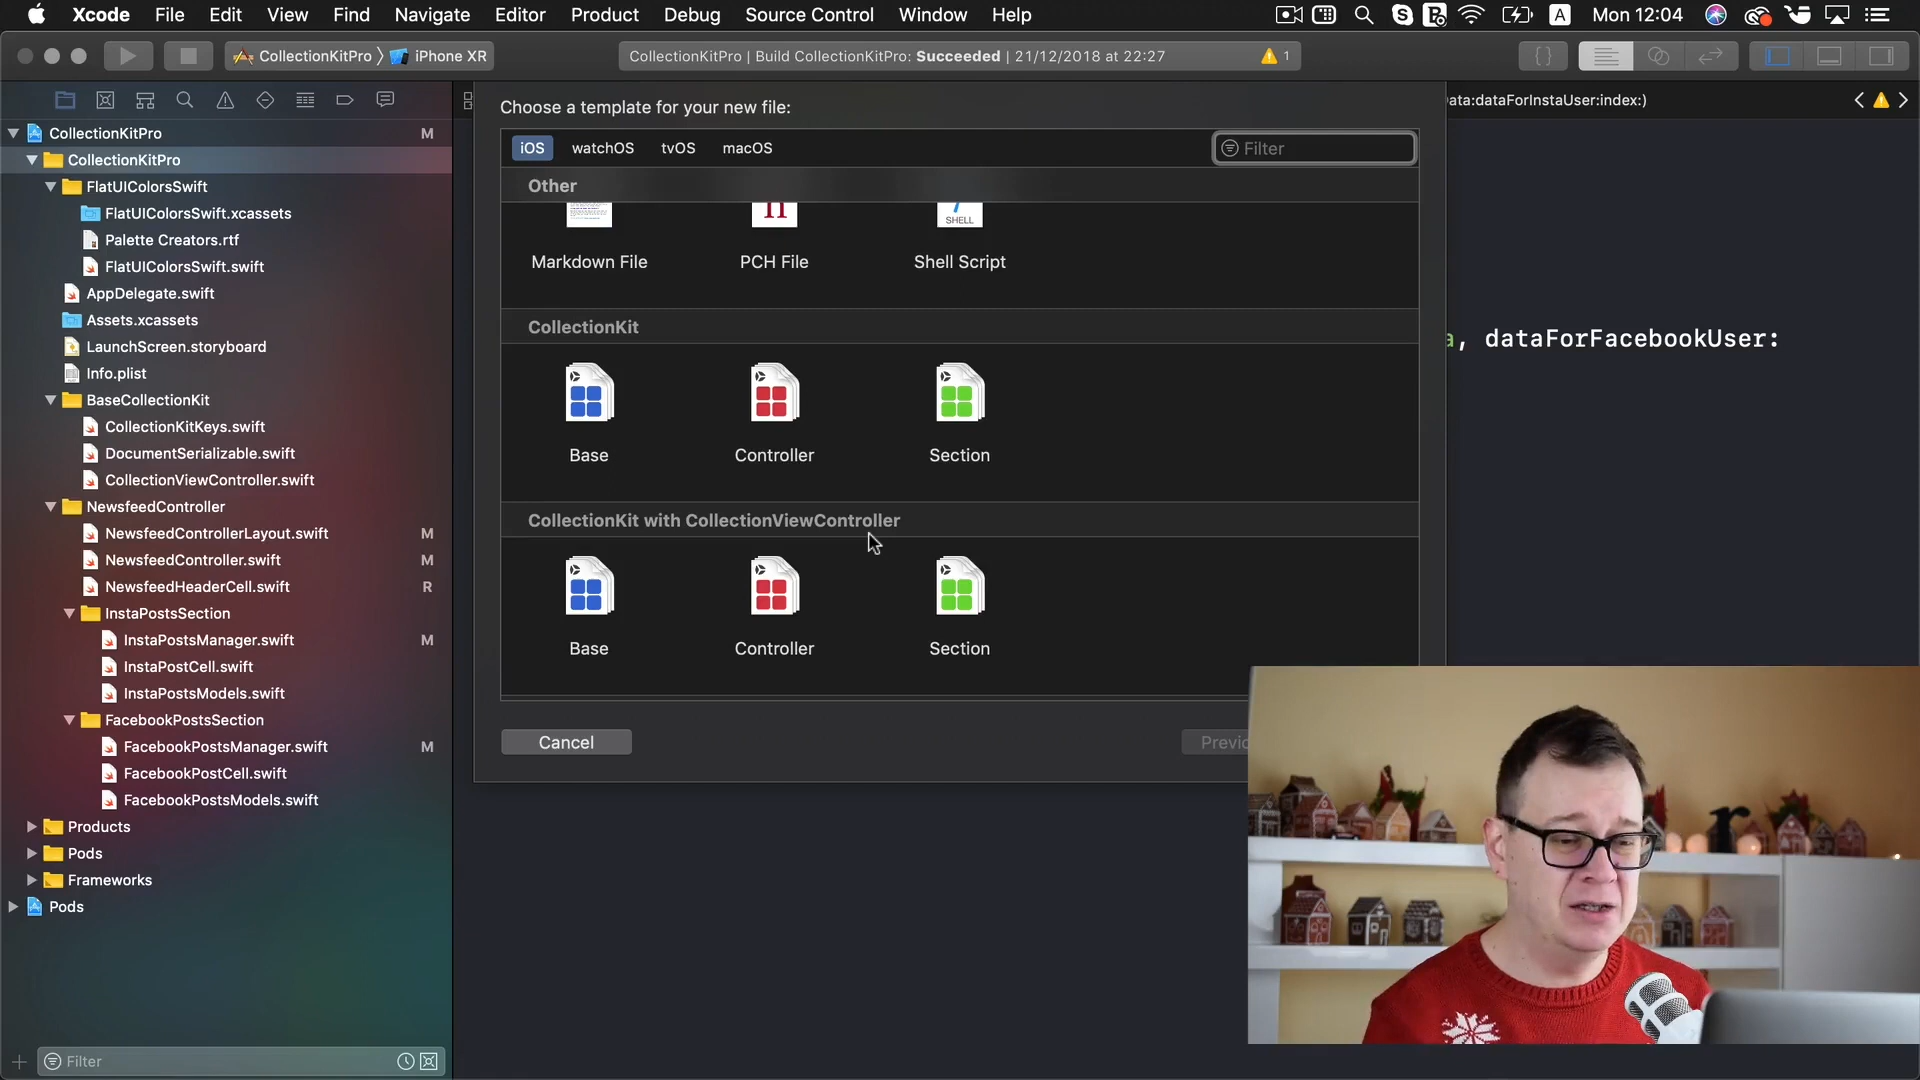 Xcode File Edit View Find Navigate Editor Product Debug Source Control Window Help Mon 12:04
CollectionKitPro iPhone XR
CollectionKitPro | Build CollectionKitPro: Succeeded | 21/12/2018 at 22:27 1
Choose a template for your new file:
ata:dataForInstaUser:index:)
iOS watchOS tvOS macOS Filter
Other
SHELL
Markdown File PCH File Shell Script
CollectionKit
Base Controller Section
CollectionKit with CollectionViewController
Base Controller Section
Cancel
a, dataForFacebookUser:
CollectionKitPro M
CollectionKitPro
FlatUIColorsSwift
FlatUIColorsSwift.xcassets
Palette Creators.rtf
FlatUIColorsSwift.swift
AppDelegate.swift
Assets.xcassets
LaunchScreen.storyboard
Info.plist
BaseCollectionKit
CollectionKitKeys.swift
DocumentSerializable.swift
CollectionViewController.swift
NewsfeedController
NewsfeedControllerLayout.swift M
NewsfeedController.swift M
NewsfeedHeaderCell.swift R
InstaPostsSection
InstaPostsManager.swift M
InstaPostCell.swift
InstaPostsModels.swift
FacebookPostsSection
FacebookPostsManager.swift M
FacebookPostCell.swift
FacebookPostsModels.swift
Products
Pods
Frameworks
Pods
Filter